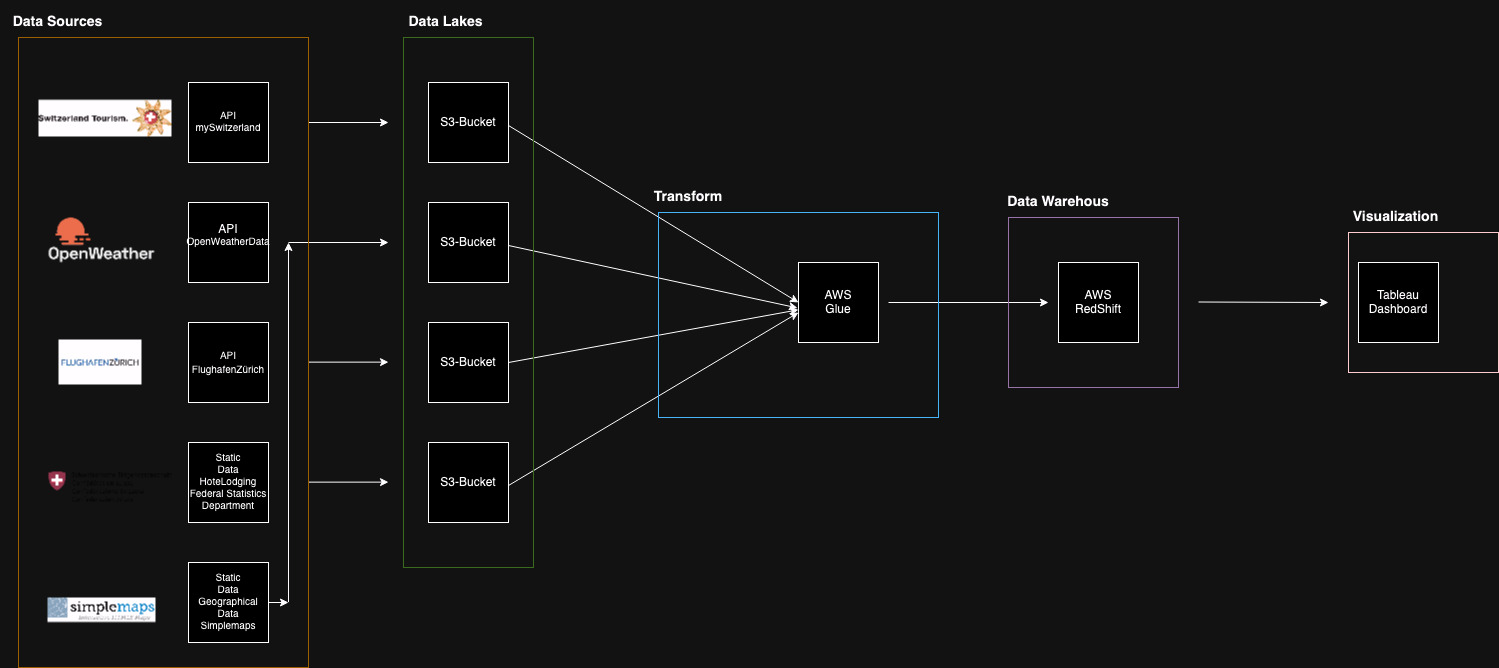 Data Sources
Data Lakes
Switzerland Tourism.
API
mySwitzerland
S3-Bucket
Transform
Data Warehous
Visualization
OpenWeather
API
OpenWeatherData
S3-Bucket
AWS
Glue
AWS
RedShift
Tableau
Dashboard
FLUGHAFENZÜRICH
API
FlughafenZürich
S3-Bucket
Static
Data
HoteLodging
Federal Statistics
Department
S3-Bucket
simplemaps
Static
Data
Geographical
Data
Simplemaps